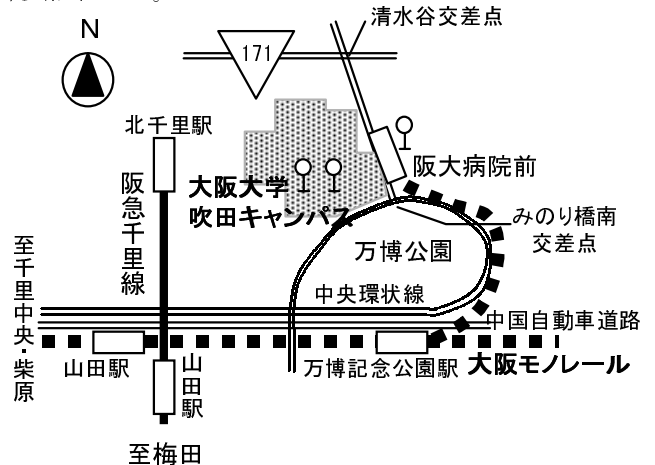 清水谷交差点
N
171
北千里駅
阪大病院前
大阪大学
吹田キャンパス
阪急千里線
みのり橋南
交差点
万博公園
至千里中央・柴原
中央環状線
中国自動車道路
山田駅
山田駅
万博記念公園駅
大阪モノレール
至梅田